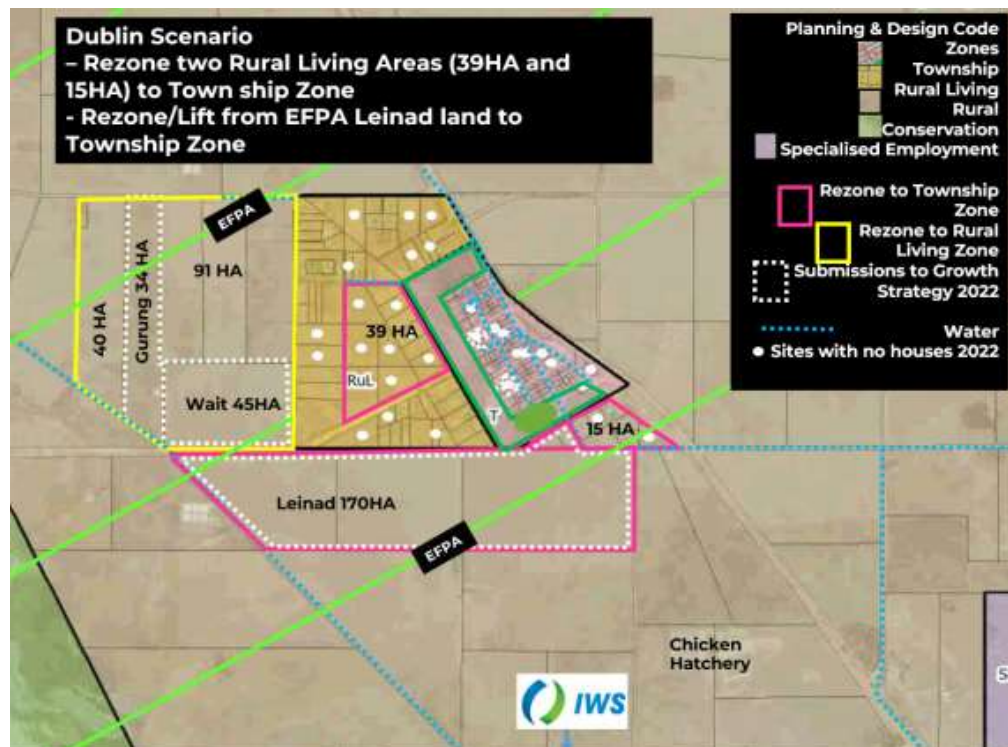 Dublin Scenario
– Rezone two Rural Living Areas (39HA and
15HA) to Town ship Zone
- Rezone/Lift from EFPA Leinad land to
Township Zone
Planning & Design Code
Zones
Township
Rural Living
Rural
Conservation
Specialised Employment
Rezone to Township
Zone
Rezone to Rural
Living Zone
Submissions to Growth
Strategy 2022
Water
Sites with no houses 2022
EFPA
40 HA
Gurung 34 HA
91 HA
Wait 45HA
39 HA
RuL
T
15 HA
Leinad 170HA
EFPA
Chicken
Hatchery
IWS
S